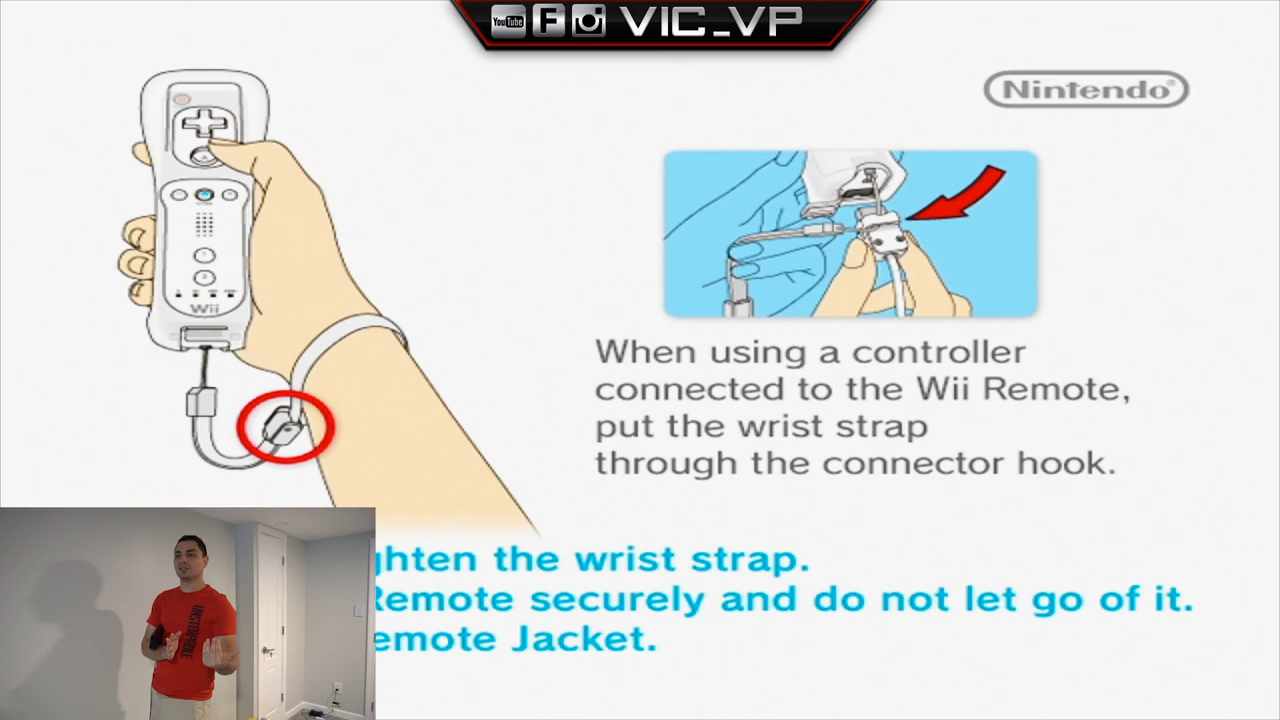 YouTube F VIC_VP
Nintendo®
Wii
When using a controller
connected to the Wii Remote,
put the wrist strap
through the connector hook.
ghten the wrist strap.
Remote securely and do not let go of it.
emote Jacket.
UNSTOPPABLE